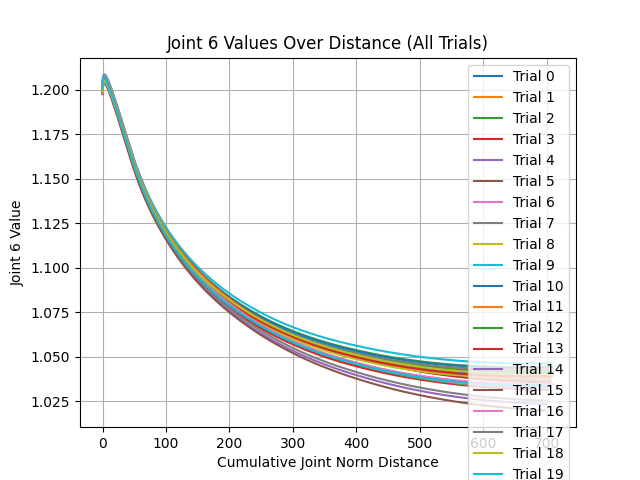 Joint 6 Values Over Distance (All Trials)
Joint 6 Value
1.200
1.175
1.150
1.125
1.100
1.075
1.050
1.025
0
100
200
300
400
500
600
700
Cumulative Joint Norm Distance
Trial 0
Trial 1
Trial 2
Trial 3
Trial 4
Trial 5
Trial 6
Trial 7
Trial 8
Trial 9
Trial 10
Trial 11
Trial 12
Trial 13
Trial 14
Trial 15
Trial 16
Trial 17
Trial 18
Trial 19